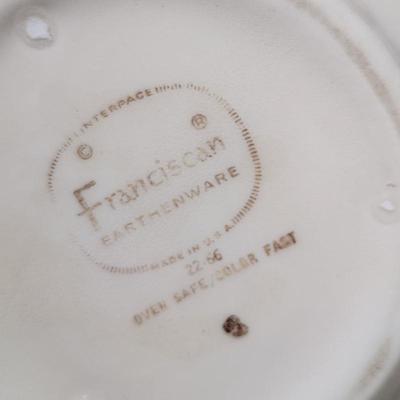 INTERPACE
© ®
Franciscan
EARTHENWARE
MADE IN U.S.A.
22 66
OVEN SAFE/COLOR FAST